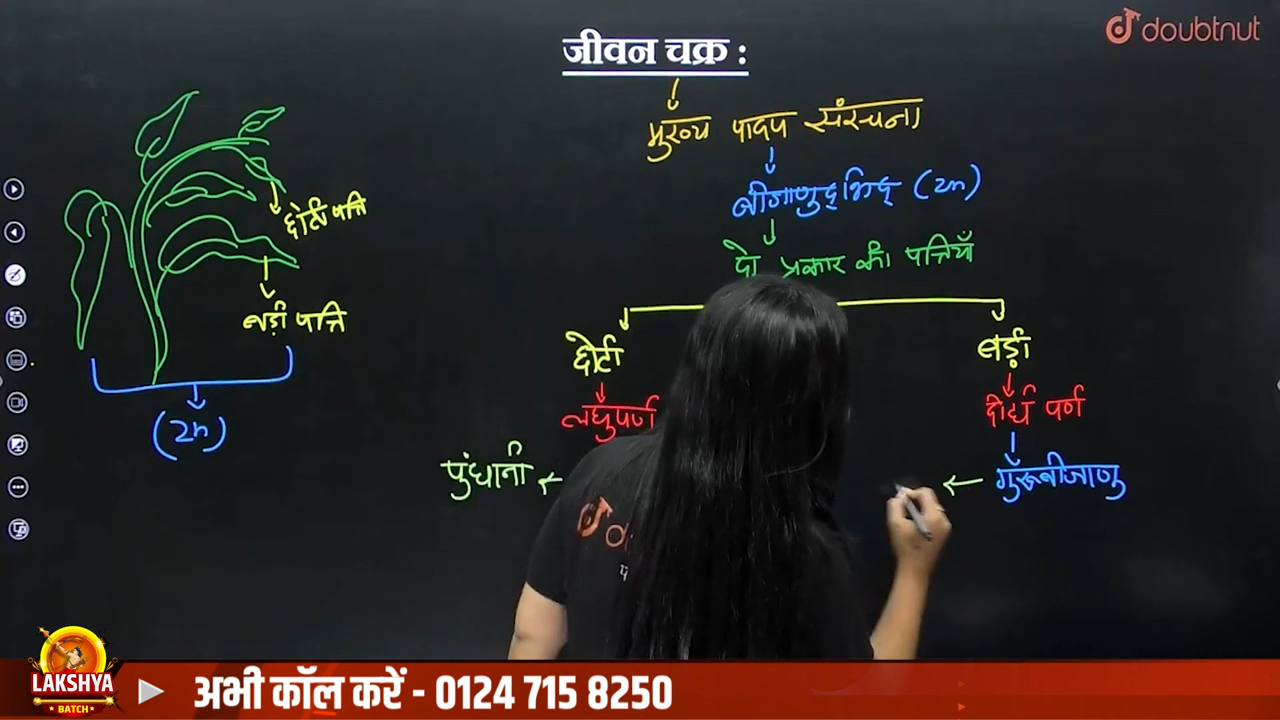 doubtnut
जीवन चक्र :
मुख्य पादप संरचना
बीजाणुद्भिद् (2n)
दो प्रकार की पत्तियाँ
छोटी पत्ति
बड़ी पत्ति
(2n)
छोटी
बड़ी
लघुपर्ण
दीर्घ पर्ण
पुंधानी ←
← गुरूबीजाणु
LAKSHYA
BATCH
अभी कॉल करें - 0124 715 8250